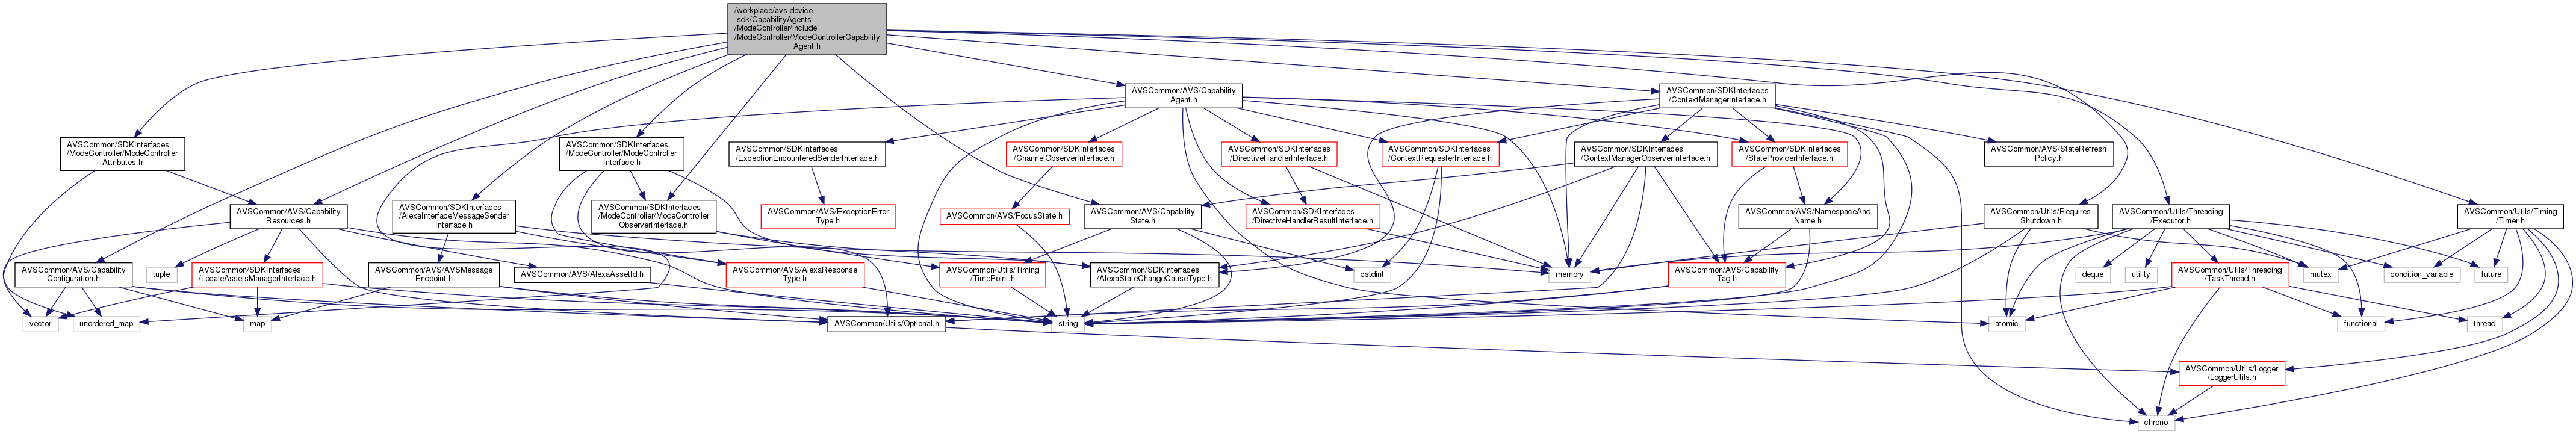 /workplace/avs-device
-sdk/CapabilityAgents
/ModeController/include
/ModeController/ModeControllerCapability
Agent.h
AVSCommon/AVS/Capability
Agent.h
AVSCommon/SDKInterfaces
/ContextManagerInterface.h
AVSCommon/SDKInterfaces
/ModeController/ModeController
Attributes.h
AVSCommon/SDKInterfaces
/ModeController/ModeController
Interface.h
AVSCommon/SDKInterfaces
/ExceptionEncounteredSenderInterface.h
AVSCommon/SDKInterfaces
/ChannelObserverInterface.h
AVSCommon/SDKInterfaces
/DirectiveHandlerInterface.h
AVSCommon/SDKInterfaces
/ContextRequesterInterface.h
AVSCommon/SDKInterfaces
/ContextManagerObserverInterface.h
AVSCommon/SDKInterfaces
/StateProviderInterface.h
AVSCommon/AVS/StateRefresh
Policy.h
AVSCommon/AVS/Capability
Resources.h
AVSCommon/SDKInterfaces
/AlexaInterfaceMessageSender
Interface.h
AVSCommon/SDKInterfaces
/ModeController/ModeController
ObserverInterface.h
AVSCommon/AVS/ExceptionError
Type.h
AVSCommon/AVS/FocusState.h
AVSCommon/AVS/Capability
State.h
AVSCommon/SDKInterfaces
/DirectiveHandlerResultInterface.h
AVSCommon/AVS/NamespaceAnd
Name.h
AVSCommon/Utils/Requires
Shutdown.h
AVSCommon/Utils/Threading
/Executor.h
AVSCommon/Utils/Timing
/Timer.h
AVSCommon/AVS/Capability
Configuration.h
tuple
AVSCommon/SDKInterfaces
/LocaleAssetsManagerInterface.h
AVSCommon/AVS/AVSMessage
Endpoint.h
AVSCommon/AVS/AlexaAssetId.h
AVSCommon/AVS/AlexaResponse
Type.h
AVSCommon/Utils/Timing
/TimePoint.h
AVSCommon/SDKInterfaces
/AlexaStateChangeCauseType.h
cstdint
memory
AVSCommon/AVS/Capability
Tag.h
deque
utility
AVSCommon/Utils/Threading
/TaskThread.h
mutex
condition_variable
future
vector
unordered_map
map
AVSCommon/Utils/Optional.h
string
atomic
functional
thread
AVSCommon/Utils/Logger
/LoggerUtils.h
chrono